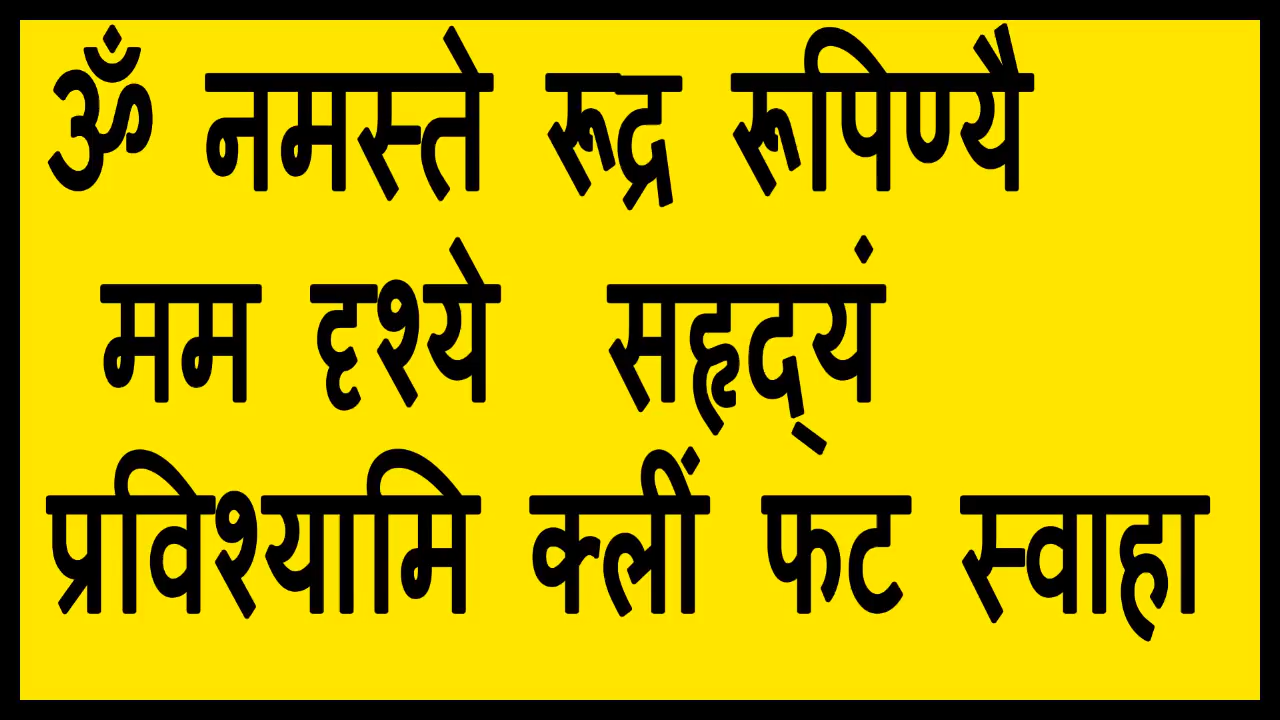 ॐ नमस्ते रूद्र रूपिण्यै
मम दृश्ये सहृद्‌यं
प्रविश्यामि क्लीं फट स्वाहा